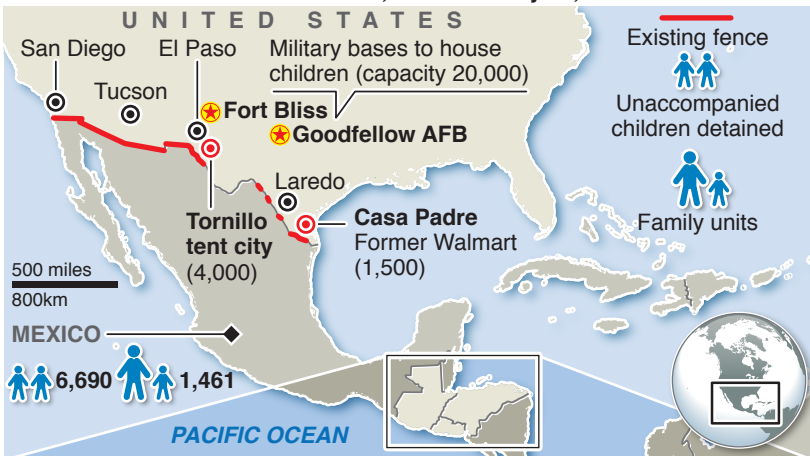 UNITED STATES
San Diego
El Paso
Tucson
Military bases to house
children (capacity 20,000)
Fort Bliss
Goodfellow AFB
Laredo
Tornillo
tent city
(4,000)
Casa Padre
Former Walmart
(1,500)
Existing fence
Unaccompanied
children detained
Family units
500 miles
800km
MEXICO
6,690
1,461
PACIFIC OCEAN